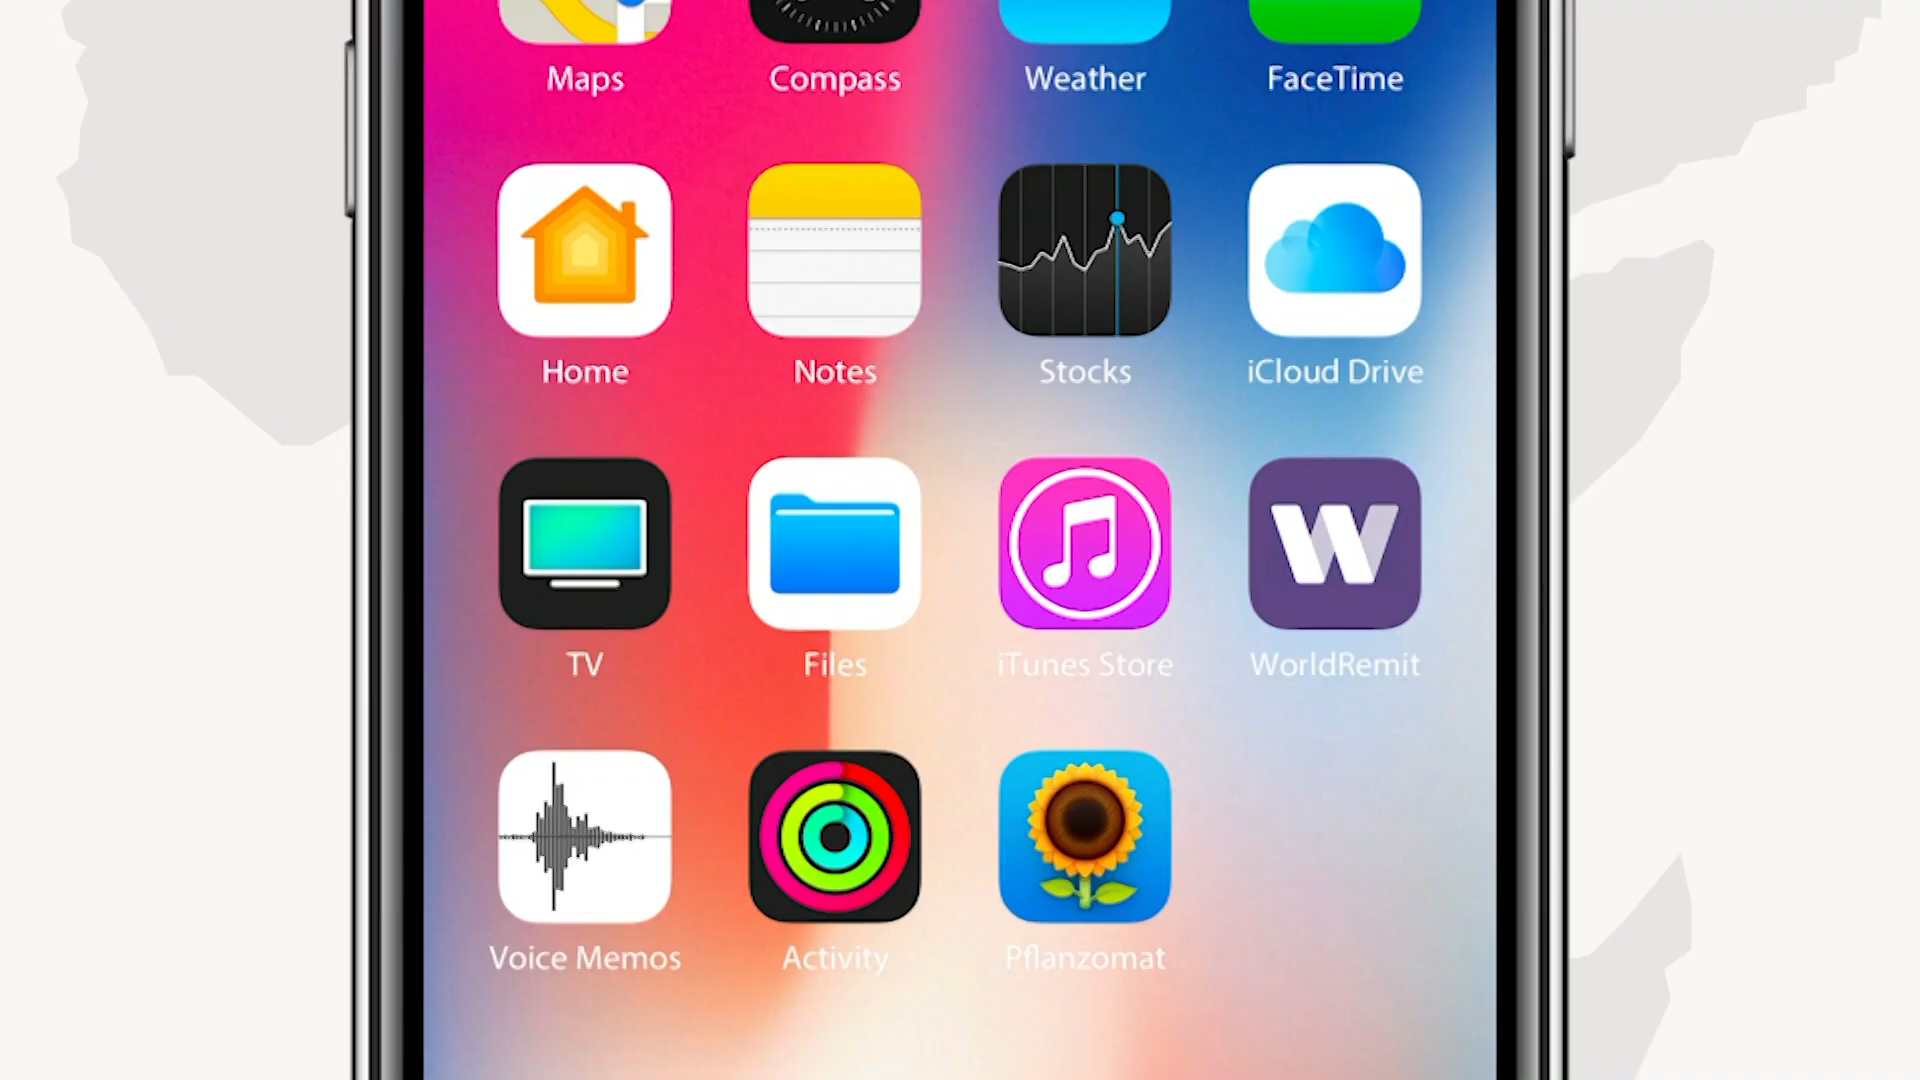 Maps Compass Weather FaceTime
Home Notes Stocks iCloud Drive
W
TV Files iTunes Store WorldRemit
Voice Memos Activity Pflanzomat